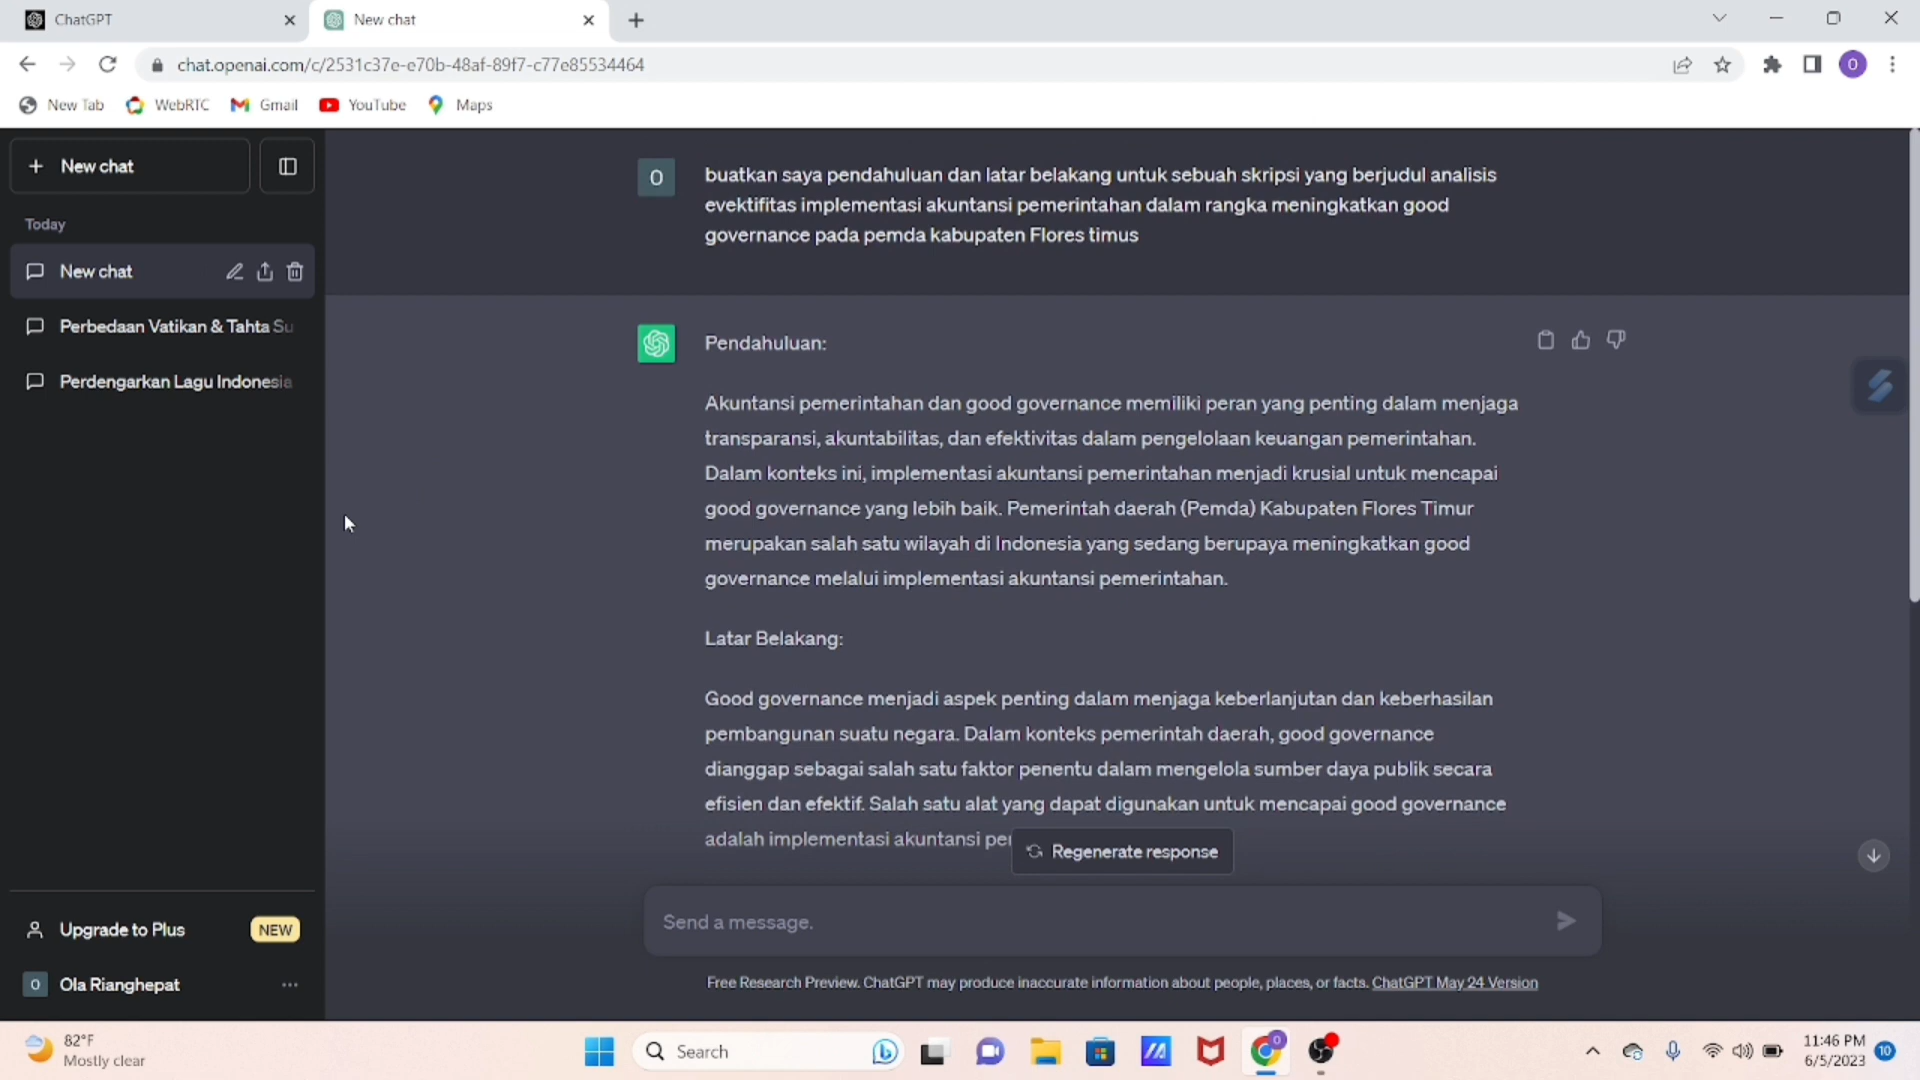 ChatGPT
New chat
chat.openai.com/c/2531c37e-e70b-48af-89f7-c77e85534464
O
New Tab
WebRTC
Gmail
YouTube
Maps
New chat
Today
New chat
Perbedaan Vatikan & Tahta Su
Perdengarkan Lagu Indonesia
Upgrade to Plus
NEW
O
Ola Rianghepat
O
buatkan saya pendahuluan dan latar belakang untuk sebuah skripsi yang berjudul analisis
evektifitas implementasi akuntansi pemerintahan dalam rangka meningkatkan good
governance pada pemda kabupaten Flores timus
Pendahuluan:
Akuntansi pemerintahan dan good governance memiliki peran yang penting dalam menjaga
transparansi, akuntabilitas, dan efektivitas dalam pengelolaan keuangan pemerintahan.
Dalam konteks ini, implementasi akuntansi pemerintahan menjadi krusial untuk mencapai
good governance yang lebih baik. Pemerintah daerah (Pemda) Kabupaten Flores Timur
merupakan salah satu wilayah di Indonesia yang sedang berupaya meningkatkan good
governance melalui implementasi akuntansi pemerintahan.
Latar Belakang:
Good governance menjadi aspek penting dalam menjaga keberlanjutan dan keberhasilan
pembangunan suatu negara. Dalam konteks pemerintah daerah, good governance
dianggap sebagai salah satu faktor penentu dalam mengelola sumber daya publik secara
efisien dan efektif. Salah satu alat yang dapat digunakan untuk mencapai good governance
adalah implementasi akuntansi pe
Regenerate response
Send a message.
Free Research Preview. ChatGPT may produce inaccurate information about people, places, or facts. ChatGPT May 24 Version
82°F
Mostly clear
Search
11:46 PM
6/5/2023
10